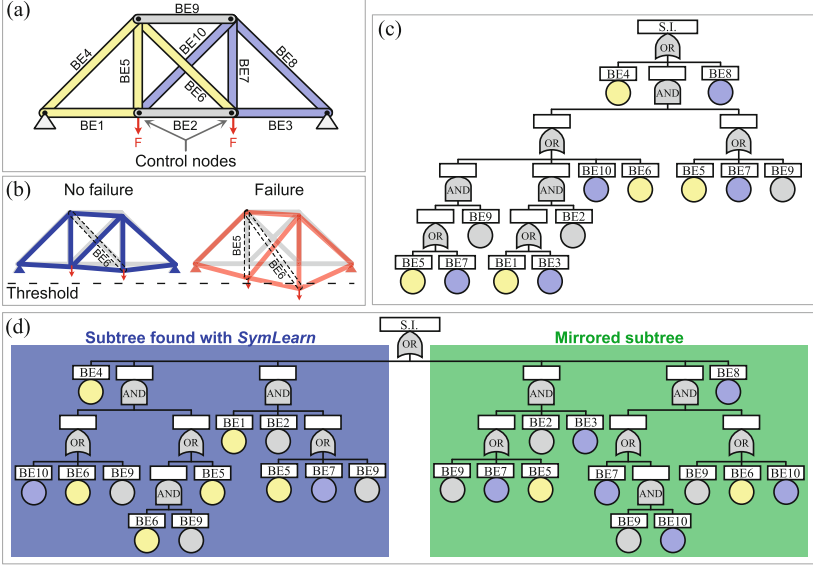 (a)
BE9
BE4
BE5
BE10
BE6
BE7
BE8
BE1
BE2
BE3
F
F
Control nodes
(b)
No failure
Failure
BE6
BE5
BE6
Threshold
(c)
S.I.
OR
BE4
BE8
AND
OR
OR
AND
AND
BE10
BE6
BE5
BE7
BE9
OR
BE9
OR
BE2
BE5
BE7
BE1
BE3
(d)
S.I.
OR
Subtree found with SymLearn
Mirrored subtree
BE4
AND
AND
AND
AND
BE8
OR
OR
BE1
BE2
OR
OR
BE2
BE3
OR
OR
BE10
BE6
BE9
AND
BE5
BE5
BE7
BE9
BE9
BE7
BE5
BE7
AND
BE9
BE6
BE10
BE6
BE9
BE9
BE10